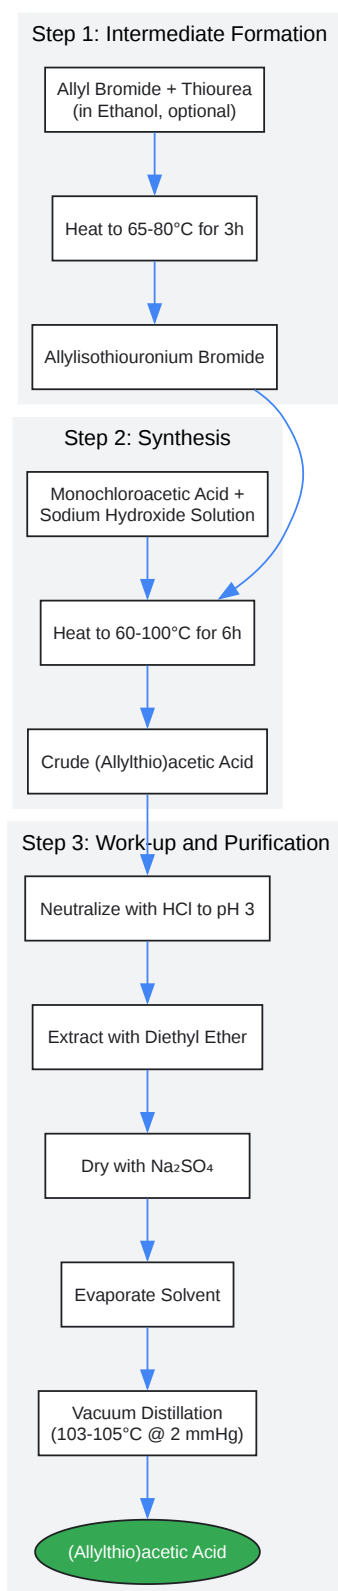 Step 1: Intermediate Formation
Allyl Bromide + Thiourea
(in Ethanol, optional)
Heat to 65-80°C for 3h
Allylisothiouronium Bromide
Step 2: Synthesis
Monochloroacetic Acid +
Sodium Hydroxide Solution
Heat to 60-100°C for 6h
Crude (Allylthio)acetic Acid
Step 3: Work-up and Purification
Neutralize with HCl to pH 3
Extract with Diethyl Ether
Dry with Na₂SO₄
Evaporate Solvent
Vacuum Distillation
(103-105°C @ 2 mmHg)
(Allylthio)acetic Acid